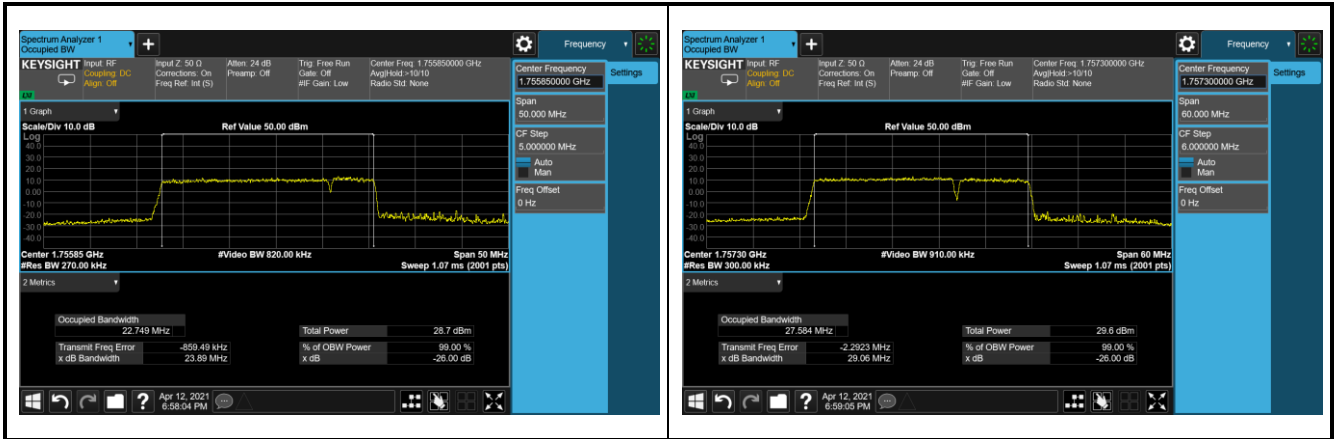 Spectrum Analyzer 1
Occupied BW
Frequency
KEYSIGHT
Input: RF
Coupling: DC
Align: Off
Input Z: 50 Ω
Corrections: On
Freq Ref: Int (S)
Atten: 24 dB
Preamp: Off
Trig: Free Run
Gate: Off
#IF Gain: Low
Center Freq: 1.755850000 GHz
Avg|Hold:>10/10
Radio Std: None
LM
Center Frequency
1.755850000 GHz
Settings
Span
50.000 MHz
CF Step
5.000000 MHz
Auto
Man
Freq Offset
0 Hz
1 Graph
Scale/Div 10.0 dB
Ref Value 50.00 dBm
Log
40.0
30.0
20.0
10.0
0.00
-10.0
-20.0
-30.0
-40.0
Center 1.75585 GHz
#Video BW 820.00 kHz
Span 50 MHz
#Res BW 270.00 kHz
Sweep 1.07 ms (2001 pts)
2 Metrics
Occupied Bandwidth
22.749 MHz
Total Power 28.7 dBm
Transmit Freq Error -859.49 kHz
% of OBW Power 99.00 %
x dB Bandwidth 23.89 MHz
x dB -26.00 dB
Apr 12, 2021
6:58:04 PM
Spectrum Analyzer 1
Occupied BW
Frequency
KEYSIGHT
Input: RF
Coupling: DC
Align: Off
Input Z: 50 Ω
Corrections: On
Freq Ref: Int (S)
Atten: 24 dB
Preamp: Off
Trig: Free Run
Gate: Off
#IF Gain: Low
Center Freq: 1.757300000 GHz
Avg|Hold:>10/10
Radio Std: None
LM
Center Frequency
1.757300000 GHz
Settings
Span
60.000 MHz
CF Step
6.000000 MHz
Auto
Man
Freq Offset
0 Hz
1 Graph
Scale/Div 10.0 dB
Ref Value 50.00 dBm
Log
40.0
30.0
20.0
10.0
0.00
-10.0
-20.0
-30.0
-40.0
Center 1.75730 GHz
#Video BW 910.00 kHz
Span 60 MHz
#Res BW 300.00 kHz
Sweep 1.07 ms (2001 pts)
2 Metrics
Occupied Bandwidth
27.584 MHz
Total Power 29.6 dBm
Transmit Freq Error -2.2923 MHz
% of OBW Power 99.00 %
x dB Bandwidth 29.06 MHz
x dB -26.00 dB
Apr 12, 2021
6:59:05 PM